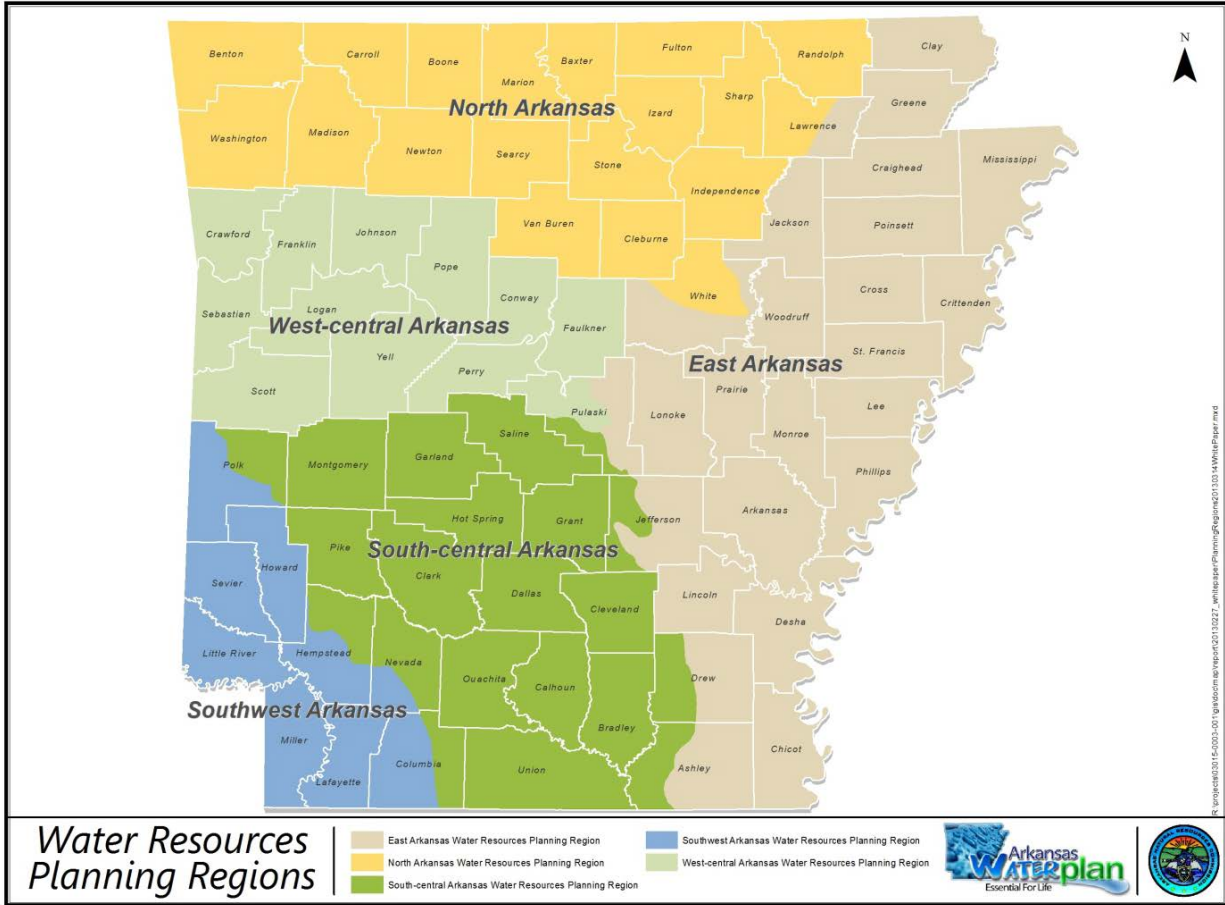 N
Benton
Carroll
Boone
Marion
Baxter
Fulton
Randolph
Clay
Greene
Sharp
Izard
Lawrence
North Arkansas
Washington
Madison
Newton
Searcy
Stone
Independence
Craighead
Mississippi
Jackson
Poinsett
Van Buren
Cleburne
White
Crawford
Franklin
Johnson
Pope
Conway
Faulkner
Woodruff
Cross
Crittenden
Sebastian
Logan
West-central Arkansas
Yell
Perry
Scott
Pulaski
East Arkansas
St. Francis
Lonoke
Prairie
Monroe
Lee
Phillips
Polk
Montgomery
Garland
Saline
Hot Spring
Grant
Jefferson
Arkansas
South-central Arkansas
Pike
Clark
Dallas
Cleveland
Lincoln
Desha
Sevier
Howard
Little River
Hempstead
Nevada
Ouachita
Calhoun
Bradley
Drew
Southwest Arkansas
Miller
Lafayette
Columbia
Union
Ashley
Chicot
Water Resources
Planning Regions
East Arkansas Water Resources Planning Region
North Arkansas Water Resources Planning Region
South-central Arkansas Water Resources Planning Region
Southwest Arkansas Water Resources Planning Region
West-central Arkansas Water Resources Planning Region
Arkansas
WATERplan
Essential For Life